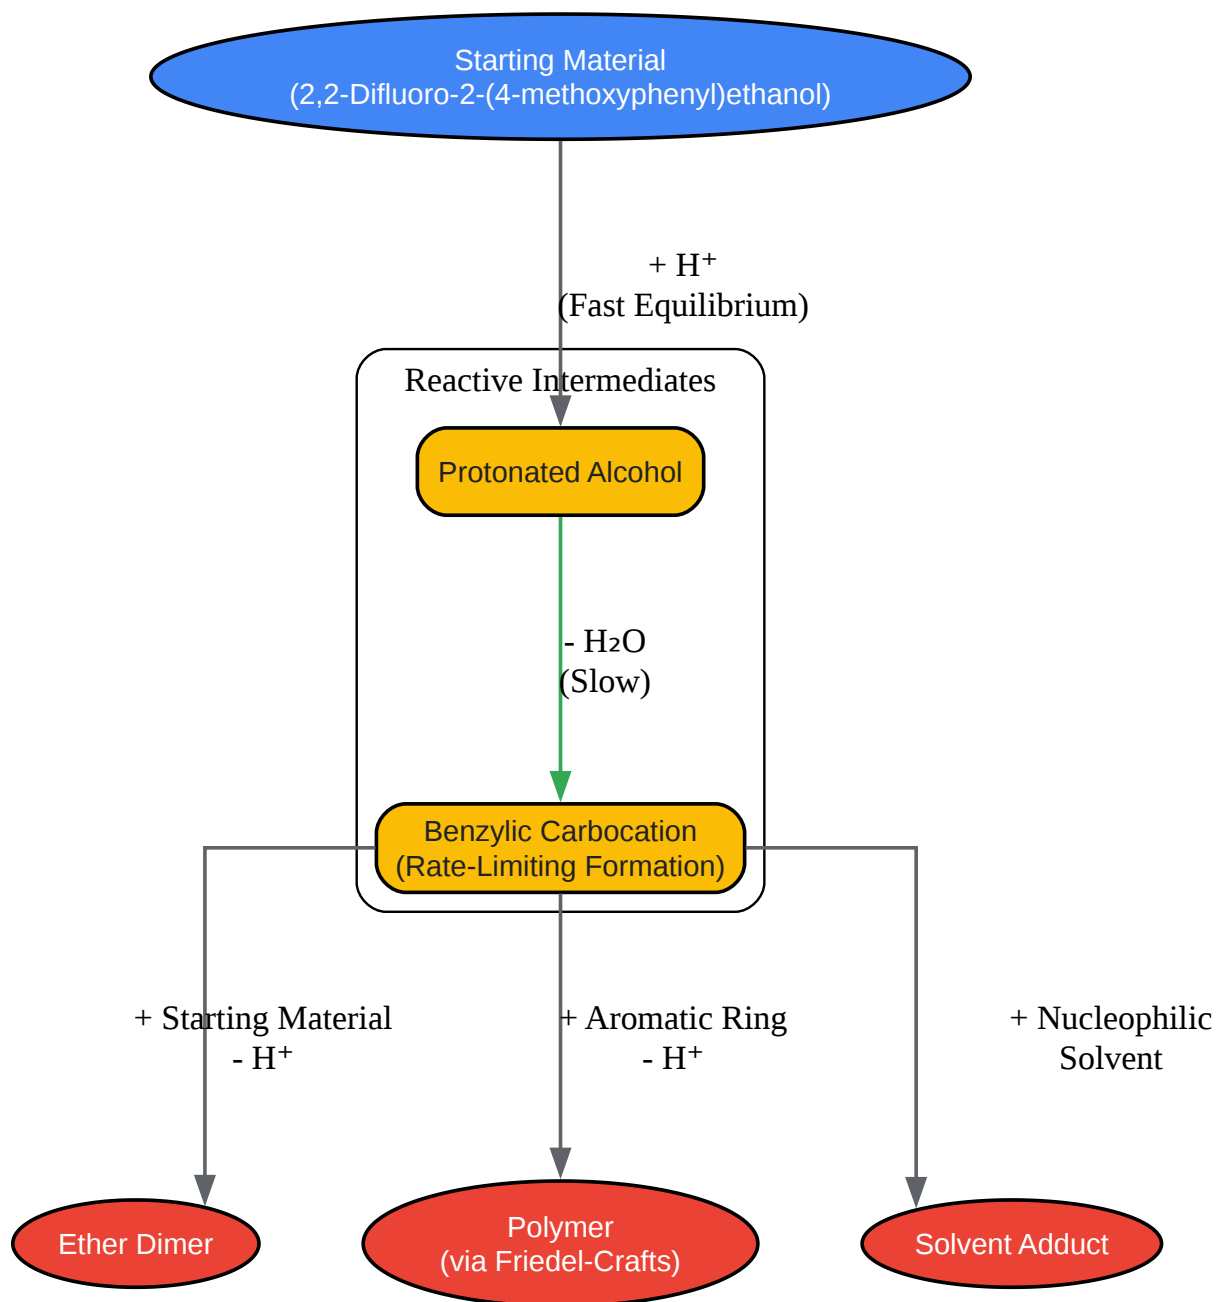 Starting Material
(2,2-Difluoro-2-(4-methoxyphenyl)ethanol)
+ H⁺
(Fast Equilibrium)
Reactive Intermediates
Protonated Alcohol
- H₂O
(Slow)
Benzylic Carbocation
(Rate-Limiting Formation)
+ Starting Material
- H⁺
+ Aromatic Ring
- H⁺
+ Nucleophilic
Solvent
Ether Dimer
Polymer
(via Friedel-Crafts)
Solvent Adduct